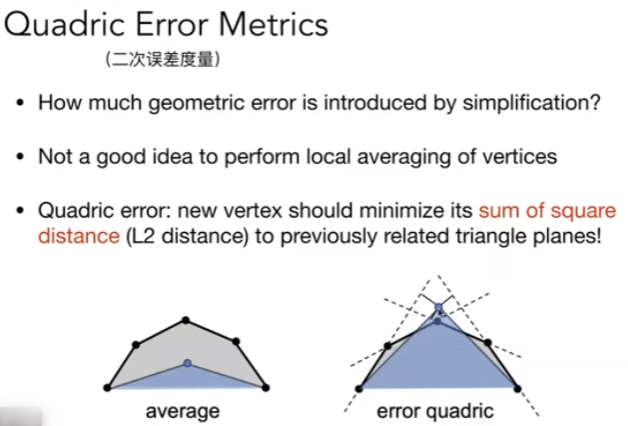 Quadric Error Metrics
(二次误差度量)
• How much geometric error is introduced by simplification?
• Not a good idea to perform local averaging of vertices
• Quadric error: new vertex should minimize its sum of square
distance (L2 distance) to previously related triangle planes!
average
error quadric